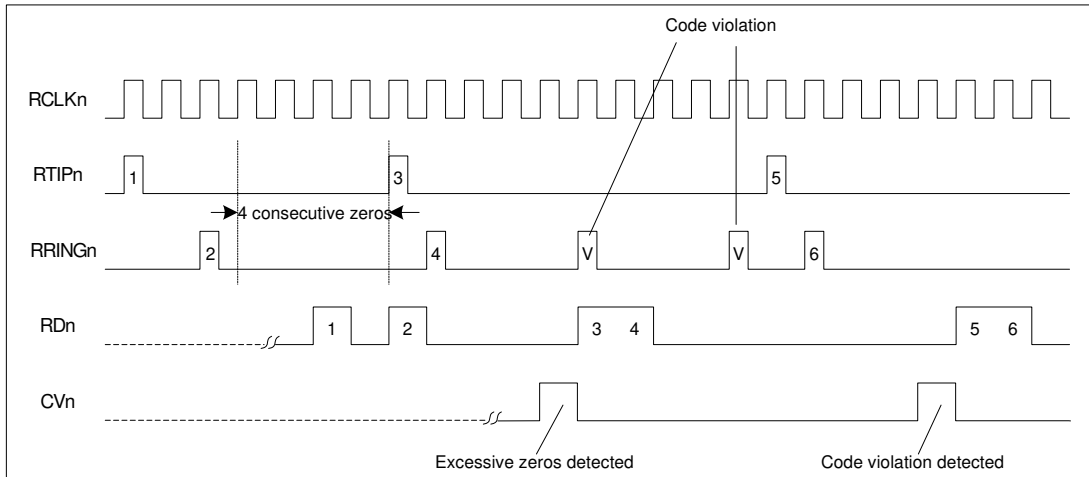 Code violation
RCLKn
RTIPn
1
3
5
4 consecutive zeros
RRINGn
2
4
V
V
6
RDn
1
2
3
4
5
6
CVn
Excessive zeros detected
Code violation detected